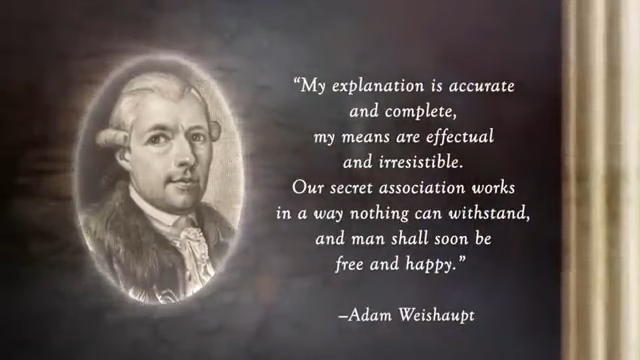 “My explanation is accurate
and complete,
my means are effectual
and irresistible.
Our secret association works
in a way nothing can withstand,
and man shall soon be
free and happy.”
–Adam Weishaupt